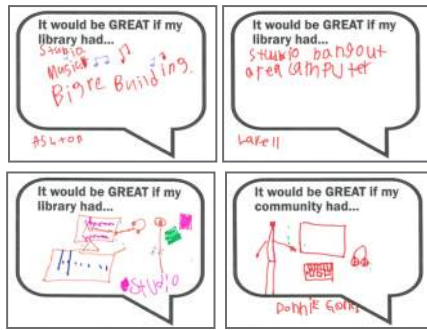 It would be GREAT if my
library had...
Studio
Music
Bigre Building.
Ashton
It would be GREAT if my
library had...
studio bangout
area campUter
Lakell
It would be GREAT if my
library had...
Studio
It would be GREAT if my
community had...
Donnie